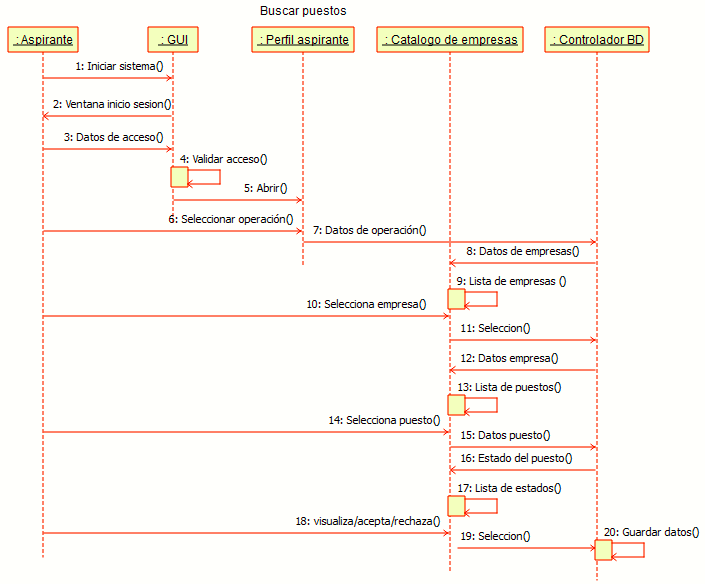 Buscar puestos
: Aspirante
: GUI
: Perfil aspirante
: Catalogo de empresas
: Controlador BD
1: Iniciar sistema()
2: Ventana inicio sesion()
3: Datos de acceso()
4: Validar acceso()
5: Abrir()
6: Seleccionar operación()
7: Datos de operación()
8: Datos de empresas()
9: Lista de empresas ()
10: Selecciona empresa()
11: Seleccion()
12: Datos empresa()
13: Lista de puestos()
14: Selecciona puesto()
15: Datos puesto()
16: Estado del puesto()
17: Lista de estados()
18: visualiza/acepta/rechaza()
19: Seleccion()
20: Guardar datos()